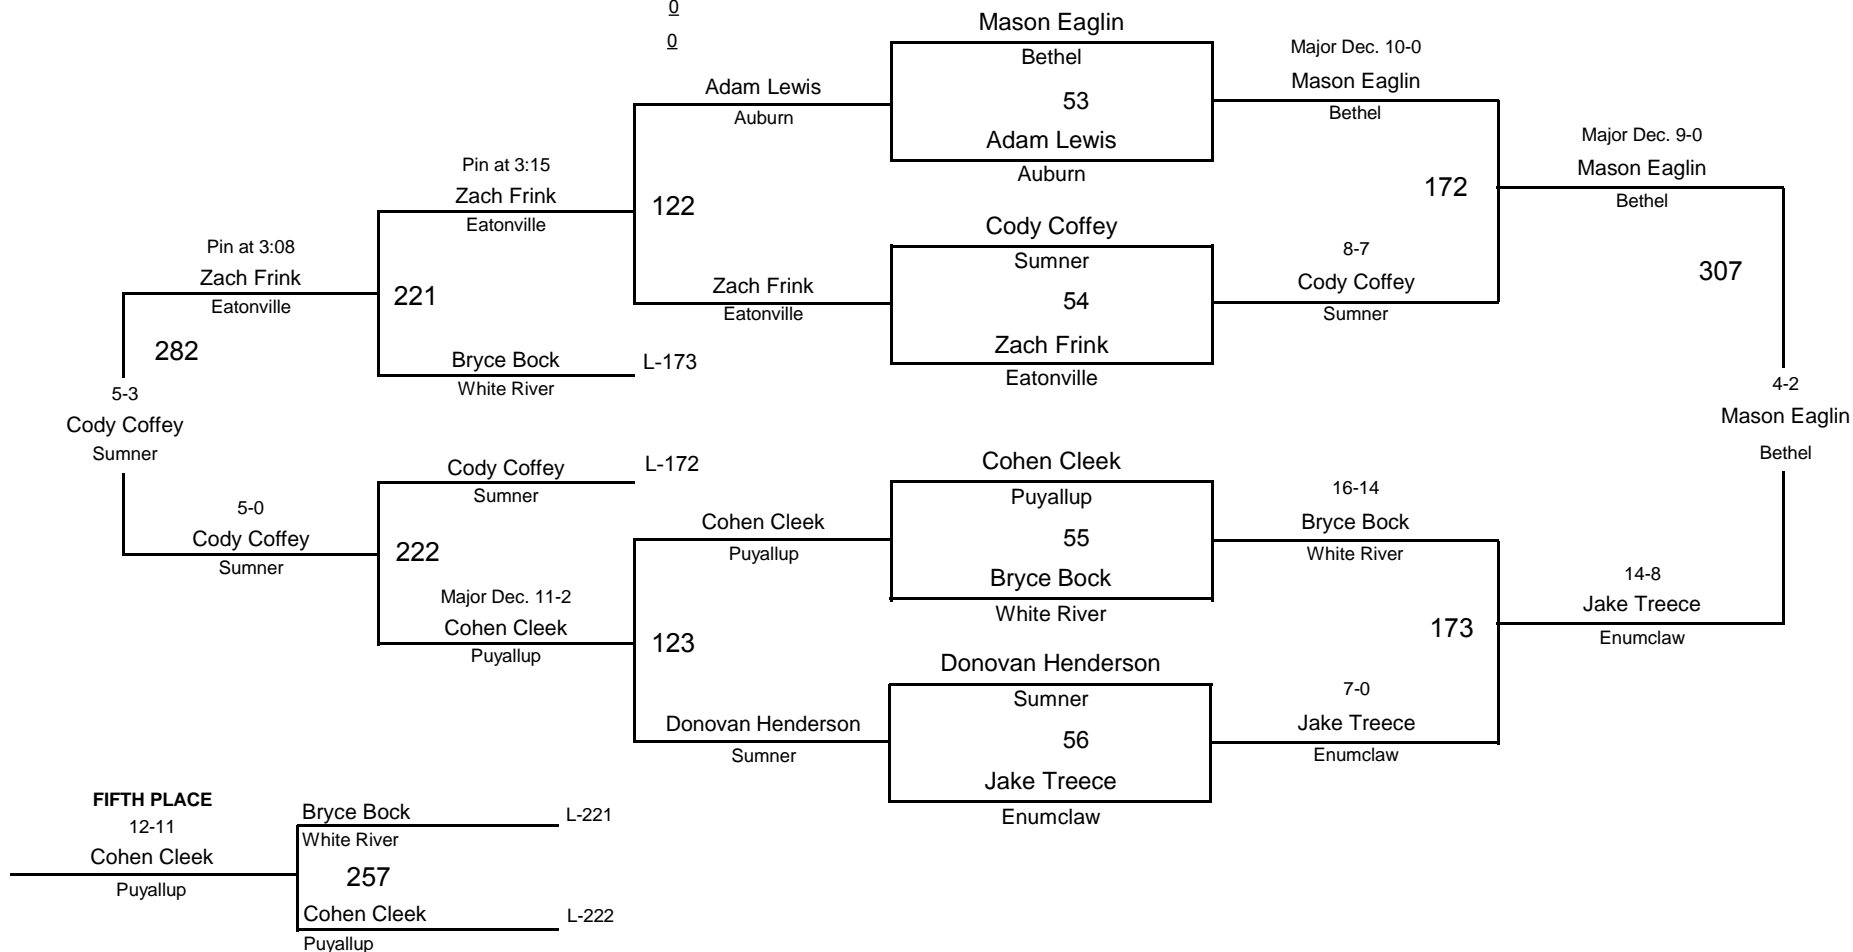 0
0
Mason Eaglin
Bethel
53
Adam Lewis
Auburn
Major Dec. 10-0
Mason Eaglin
Bethel
Adam Lewis
Auburn
Major Dec. 9-0
Mason Eaglin
Bethel
Pin at 3:15
Zach Frink
Eatonville
122
172
Cody Coffey
Sumner
54
Zach Frink
Eatonville
8-7
Cody Coffey
Sumner
307
Pin at 3:08
Zach Frink
Eatonville
221
Zach Frink
Eatonville
282
Bryce Bock
White River
L-173
5-3
Cody Coffey
Sumner
4-2
Mason Eaglin
Bethel
Cody Coffey
Sumner
L-172
Cohen Cleek
Puyallup
55
Bryce Bock
White River
16-14
Bryce Bock
White River
5-0
Cody Coffey
Sumner
222
Cohen Cleek
Puyallup
Major Dec. 11-2
Cohen Cleek
Puyallup
123
173
14-8
Jake Treece
Enumclaw
Donovan Henderson
Sumner
56
Jake Treece
Enumclaw
7-0
Jake Treece
Enumclaw
Donovan Henderson
Sumner
FIFTH PLACE
12-11
Cohen Cleek
Puyallup
Bryce Bock
White River
L-221
257
Cohen Cleek
Puyallup
L-222